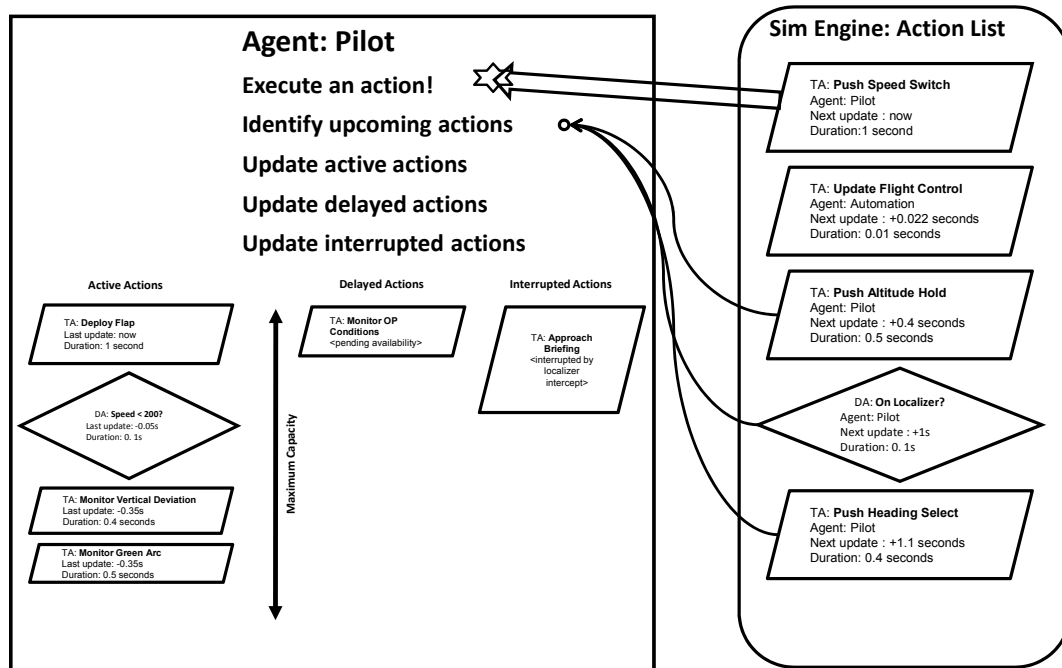 Agent: Pilot
Execute an action!
Identify upcoming actions
Update active actions
Update delayed actions
Update interrupted actions
Active Actions
TA: Deploy Flap
Last update: now
Duration: 1 second
DA: Speed < 200?
Last update: -0.05s
Duration: 0. 1s
TA: Monitor Vertical Deviation
Last update: -0.35s
Duration: 0.4 seconds
TA: Monitor Green Arc
Last update: -0.35s
Duration: 0.5 seconds
Maximum Capacity
Delayed Actions
TA: Monitor OP
Conditions
<pending availability>
Interrupted Actions
TA: Approach
Briefing
<interrupted by
localizer
intercept>
Sim Engine: Action List
TA: Push Speed Switch
Agent: Pilot
Next update : now
Duration:1 second
TA: Update Flight Control
Agent: Automation
Next update : +0.022 seconds
Duration: 0.01 seconds
TA: Push Altitude Hold
Agent: Pilot
Next update : +0.4 seconds
Duration: 0.5 seconds
DA: On Localizer?
Agent: Pilot
Next update : +1s
Duration: 0. 1s
TA: Push Heading Select
Agent: Pilot
Next update : +1.1 seconds
Duration: 0.4 seconds